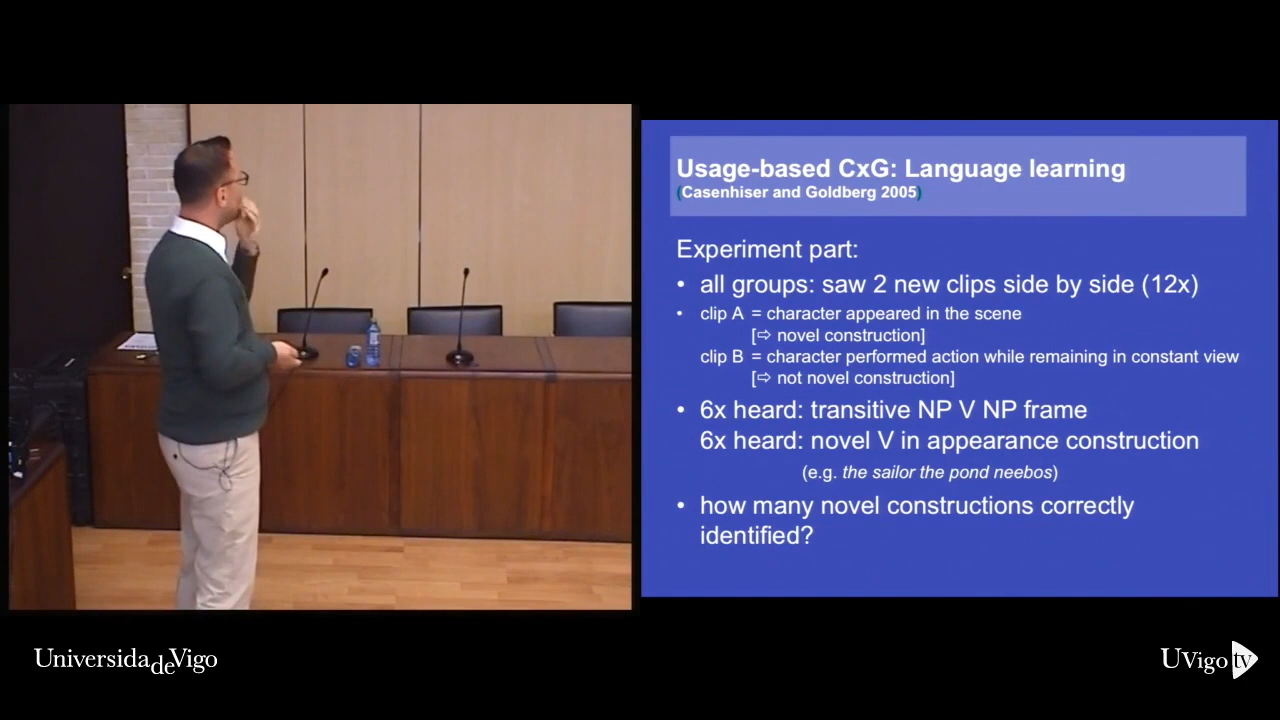 Usage-based CxG: Language learning
(Casenhiser and Goldberg 2005)
Experiment part:
• all groups: saw 2 new clips side by side (12x)
• clip A = character appeared in the scene
[⇨ novel construction]
clip B = character performed action while remaining in constant view
[⇨ not novel construction]
• 6x heard: transitive NP V NP frame
6x heard: novel V in appearance construction
(e.g. the sailor the pond neebos)
• how many novel constructions correctly
identified?
UniversidadeVigo
UVigo tv